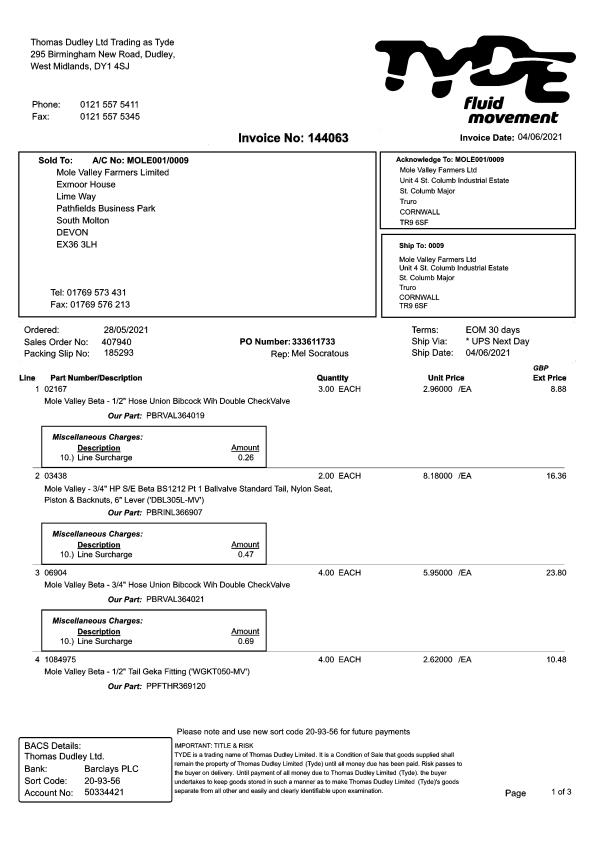 Thomas Dudley Ltd Trading as Tyde
295 Birmingham New Road, Dudley,
West Midlands, DY1 4SJ
TYDE
fluid
movement
Phone: 0121 557 5411
Fax: 0121 557 5345
Invoice No: 144063
Invoice Date: 04/06/2021
Sold To: A/C No: MOLE001/0009
Mole Valley Farmers Limited
Exmoor House
Lime Way
Pathfields Business Park
South Molton
DEVON
EX36 3LH
Tel: 01769 573 431
Fax: 01769 576 213
Acknowledge To: MOLE001/0009
Mole Valley Farmers Ltd
Unit 4 St. Columb Industrial Estate
St. Columb Major
Truro
CORNWALL
TR9 6SF
Ship To: 0009
Mole Valley Farmers Ltd
Unit 4 St. Columb Industrial Estate
St. Columb Major
Truro
CORNWALL
TR9 6SF
Ordered: 28/05/2021
Sales Order No: 407940
Packing Slip No: 185293
PO Number: 333611733
Rep: Mel Socratous
Terms: EOM 30 days
Ship Via: * UPS Next Day
Ship Date: 04/06/2021
GBP
Line Part Number/Description Quantity Unit Price Ext Price
1 02167 3.00 EACH 2.96000 /EA 8.88
Mole Valley Beta - 1/2" Hose Union Bibcock Wih Double CheckValve
Our Part: PBRVAL364019
Miscellaneous Charges:
Description Amount
10.) Line Surcharge 0.26
2 03438 2.00 EACH 8.18000 /EA 16.36
Mole Valley - 3/4" HP S/E Beta BS1212 Pt 1 Ballvalve Standard Tail, Nylon Seat,
Piston & Backnuts, 6" Lever ('DBL305L-MV')
Our Part: PBRINL366907
Miscellaneous Charges:
Description Amount
10.) Line Surcharge 0.47
3 06904 4.00 EACH 5.95000 /EA 23.80
Mole Valley Beta - 3/4" Hose Union Bibcock Wih Double CheckValve
Our Part: PBRVAL364021
Miscellaneous Charges:
Description Amount
10.) Line Surcharge 0.69
4 1084975 4.00 EACH 2.62000 /EA 10.48
Mole Valley Beta - 1/2" Tail Geka Fitting ('WGKT050-MV')
Our Part: PPFTHR369120
Please note and use new sort code 20-93-56 for future payments
BACS Details:
Thomas Dudley Ltd.
Bank: Barclays PLC
Sort Code: 20-93-56
Account No: 50334421
IMPORTANT: TITLE & RISK
TYDE is a trading name of Thomas Dudley Limited. It is a Condition of Sale that goods supplied shall
remain the property of Thomas Dudley Limited (Tyde) until all money due has been paid. Risk passes to
the buyer on delivery. Until payment of all money due to Thomas Dudley Limited (Tyde). the buyer
undertakes to keep goods stored in such a manner as to make Thomas Dudley Limited (Tyde)'s goods
separate from all other and easily and clearly identifiable upon examination.
Page 1 of 3